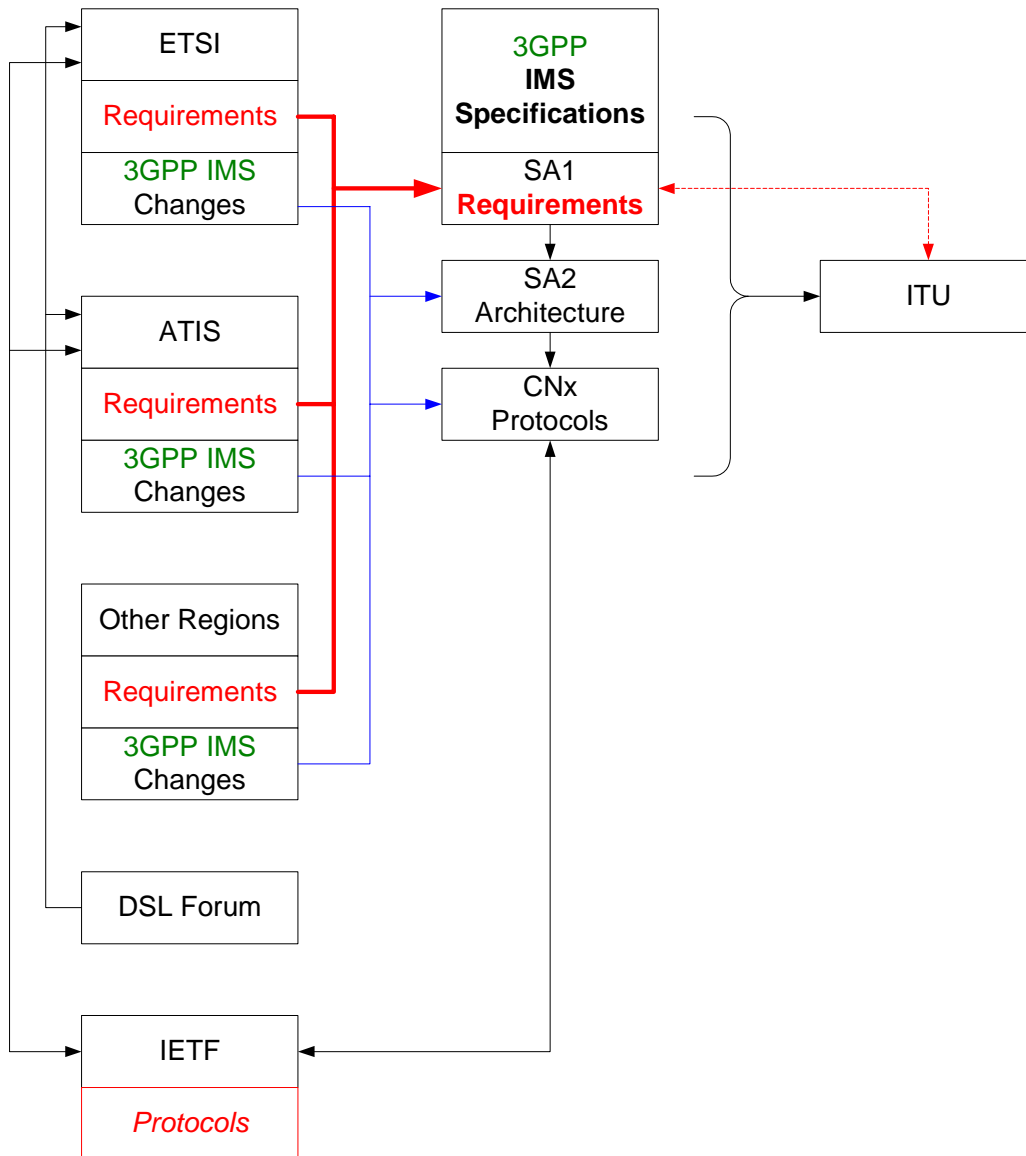 ETSI
Requirements
3GPP IMS
Changes
ATIS
Requirements
3GPP IMS
Changes
Other Regions
Requirements
3GPP IMS
Changes
DSL Forum
IETF
Protocols
3GPP
IMS
Specifications
SA1
Requirements
SA2
Architecture
CNx
Protocols
ITU